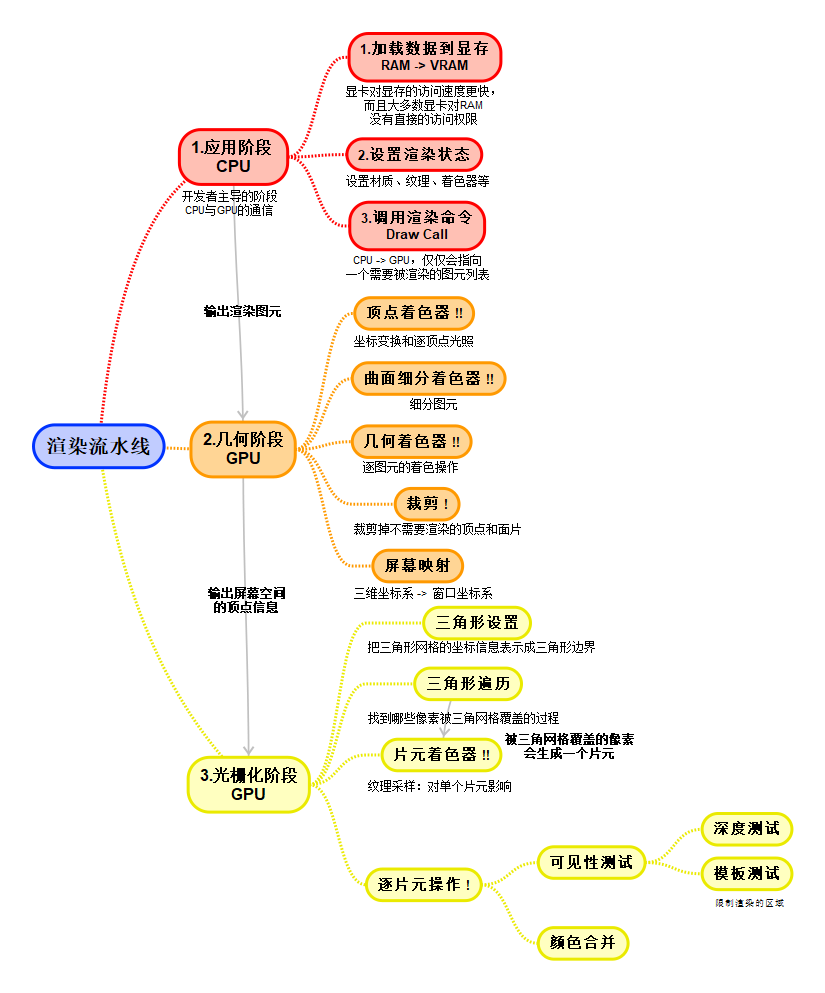 渲染流水线
1.应用阶段
CPU
开发者主导的阶段
CPU与GPU的通信
1.加载数据到显存
RAM -> VRAM
显卡对显存的访问速度更快，
而且大多数显卡对RAM
没有直接的访问权限
2.设置渲染状态
设置材质、纹理、着色器等
3.调用渲染命令
Draw Call
CPU -> GPU，仅仅会指向
一个需要被渲染的图元列表
输出渲染图元
2.几何阶段
GPU
顶点着色器 !!
坐标变换和逐顶点光照
曲面细分着色器 !!
细分图元
几何着色器 !!
逐图元的着色操作
裁剪 !
裁剪掉不需要渲染的顶点和面片
屏幕映射
三维坐标系 -> 窗口坐标系
输出屏幕空间
的顶点信息
3.光栅化阶段
GPU
三角形设置
把三角形网格的坐标信息表示成三角形边界
三角形遍历
找到哪些像素被三角网格覆盖的过程
被三角网格覆盖的像素
会生成一个片元
片元着色器 !!
纹理采样：对单个片元影响
逐片元操作 !
可见性测试
深度测试
模板测试
限制渲染的区域
颜色合并